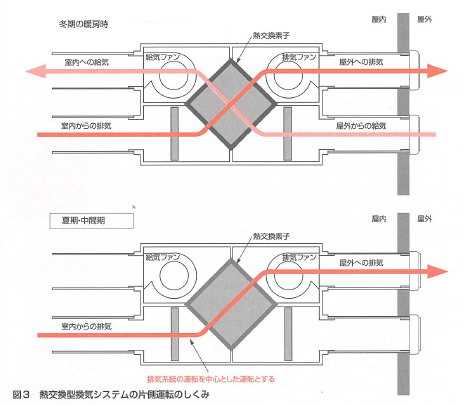 冬期の暖房時
屋内 屋外
熱交換素子
給気ファン 排気ファン
室内への給気 屋外への排気
室内からの排気 屋外からの給気
夏期・中間期
屋内 屋外
熱交換素子
給気ファン 排気ファン
屋外への排気
室内からの排気
排気系統の運転を中心とした運転とする
図3 熱交換型換気システムの片側運転のしくみ